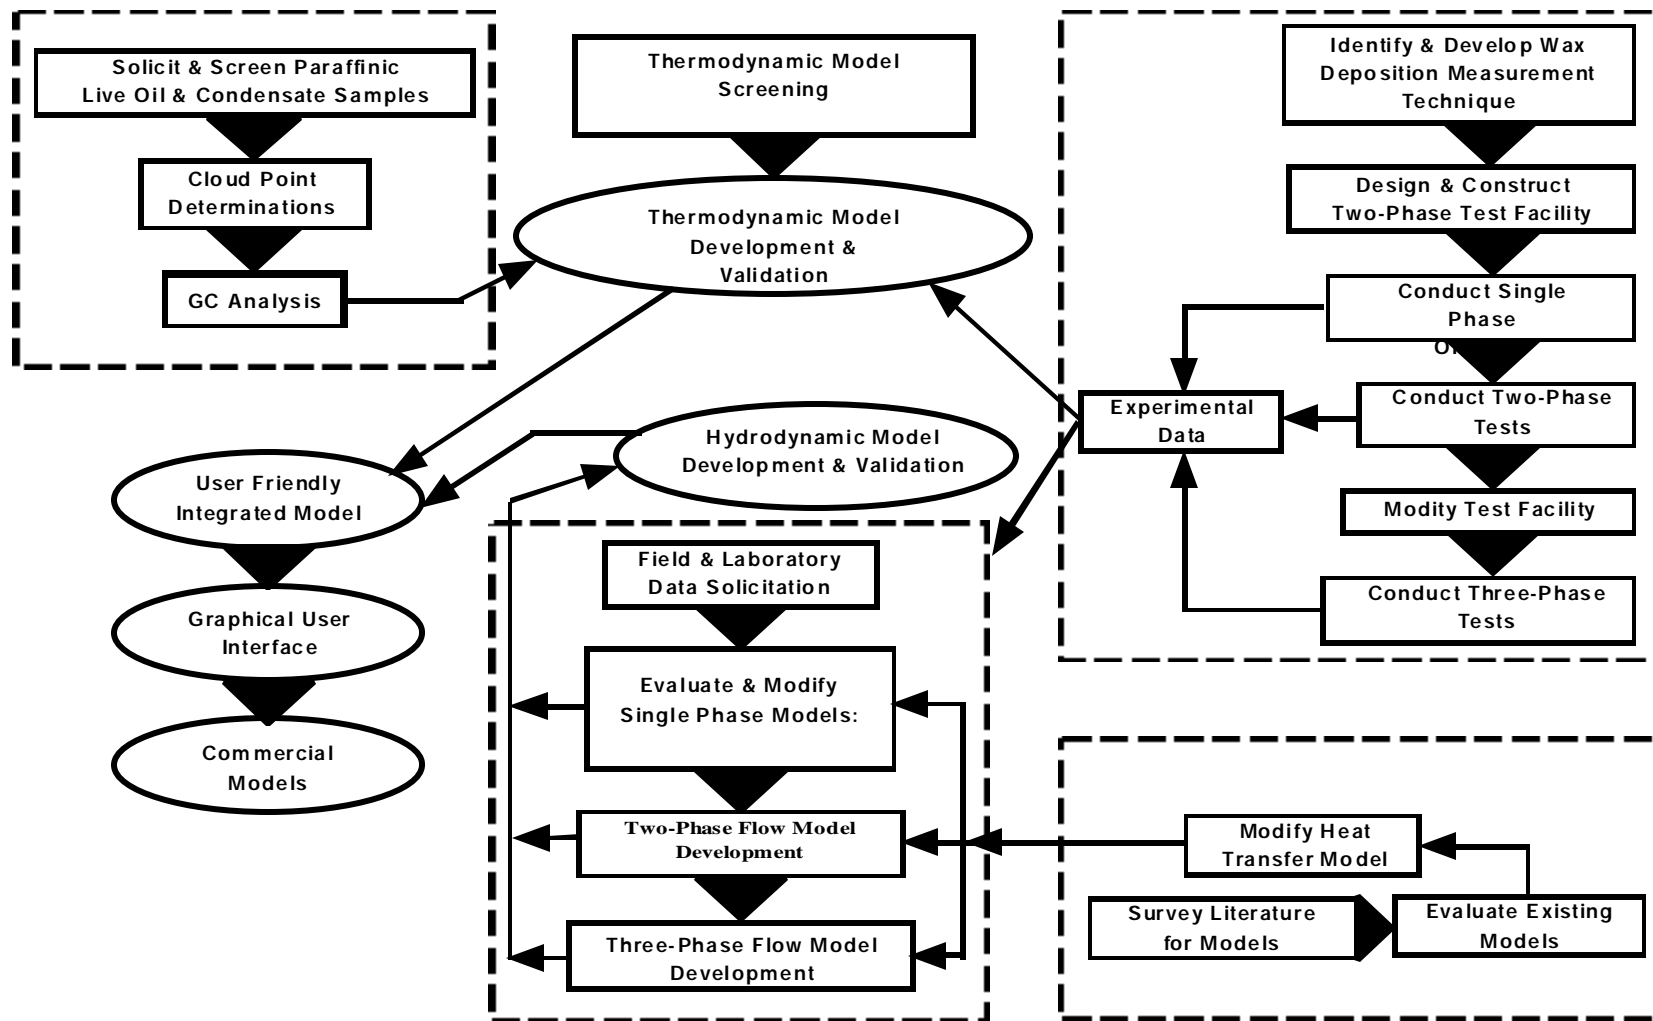 Solicit & Screen Paraffinic
Live Oil & Condensate Samples
Cloud Point
Determinations
GC Analysis
Thermodynamic Model
Screening
Thermodynamic Model
Development &
Validation
Identify & Develop Wax
Deposition Measurement
Technique
Design & Construct
Two-Phase Test Facility
Conduct Single
Phase
Conduct Two-Phase
Tests
Modity Test Facility
Conduct Three-Phase
Tests
Experimental
Data
Hydrodynamic Model
Development & Validation
User Friendly
Integrated Model
Graphical User
Interface
Commercial
Models
Field & Laboratory
Data Solicitation
Evaluate & Modify
Single Phase Models:
Two-Phase Flow Model
Development
Three-Phase Flow Model
Development
Modify Heat
Transfer Model
Survey Literature
for Models
Evaluate Existing
Models